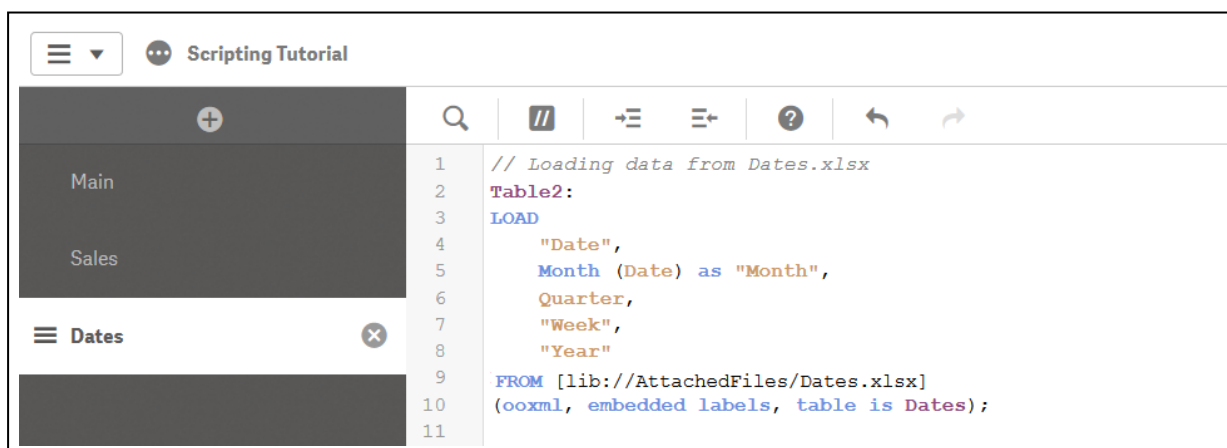 Scripting Tutorial
Main
Sales
Dates
1 // Loading data from Dates.xlsx
2 Table2:
3 LOAD
4 "Date",
5 Month (Date) as "Month",
6 Quarter,
7 "Week",
8 "Year"
9 FROM [lib://AttachedFiles/Dates.xlsx]
10 (ooxml, embedded labels, table is Dates);
11